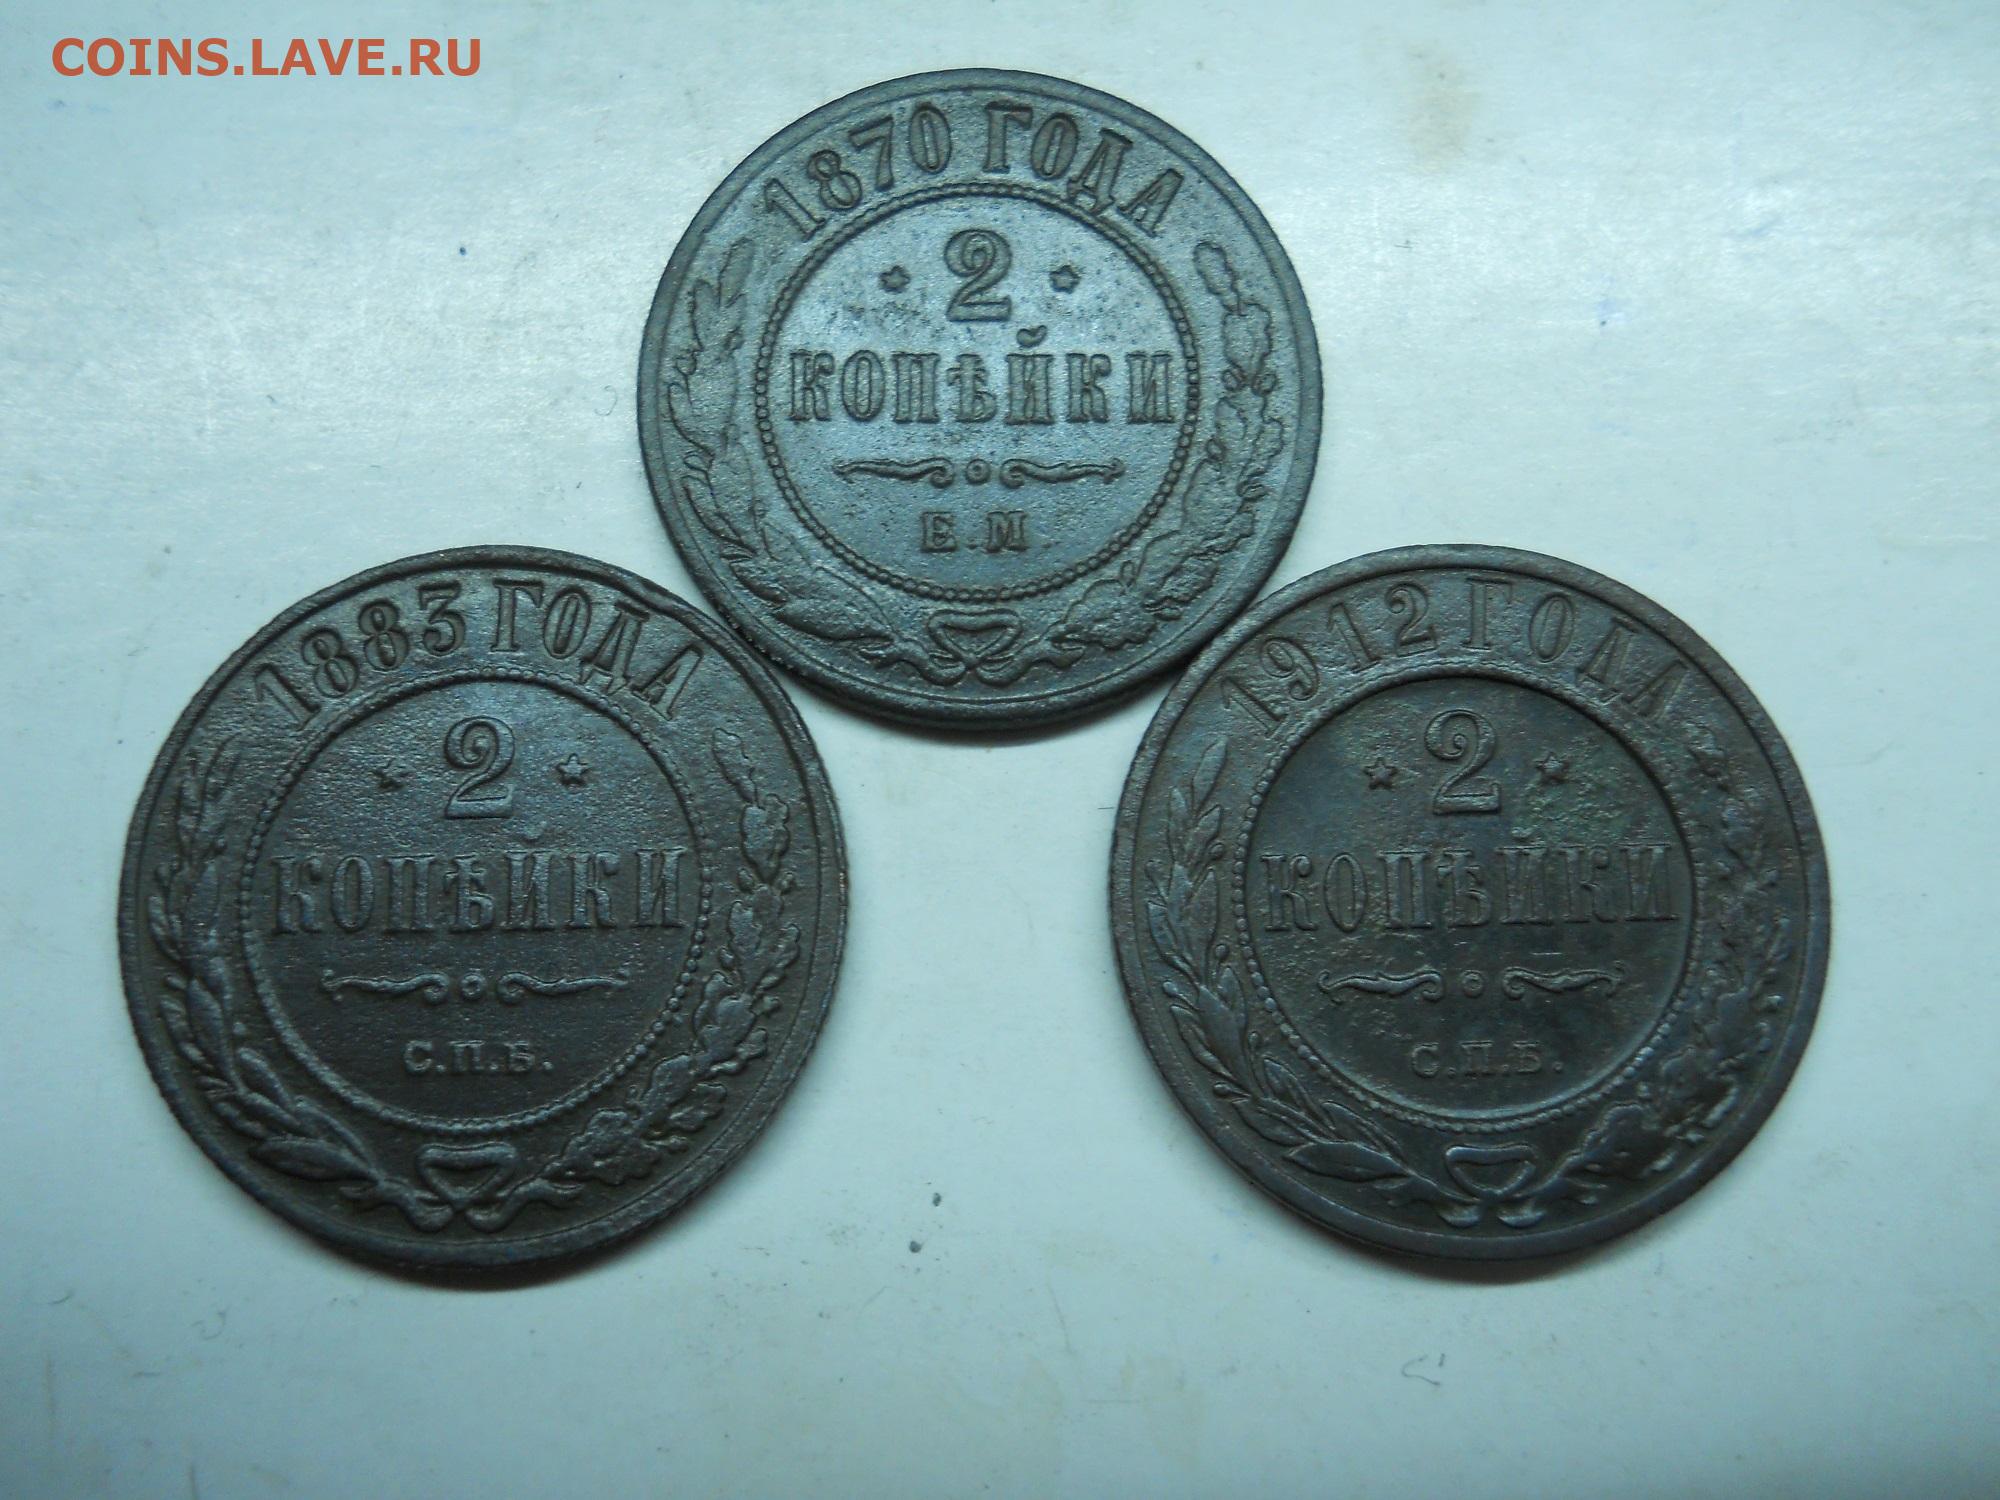 COINS.LAVE.RU
1870 ГОДА
2
КОПѢЙКИ
Е.М
1883 ГОДА
2
КОПѢЙКИ
С.П.Б.
1912 ГОДА
2
КОПѢЙКИ
С.П.Б.